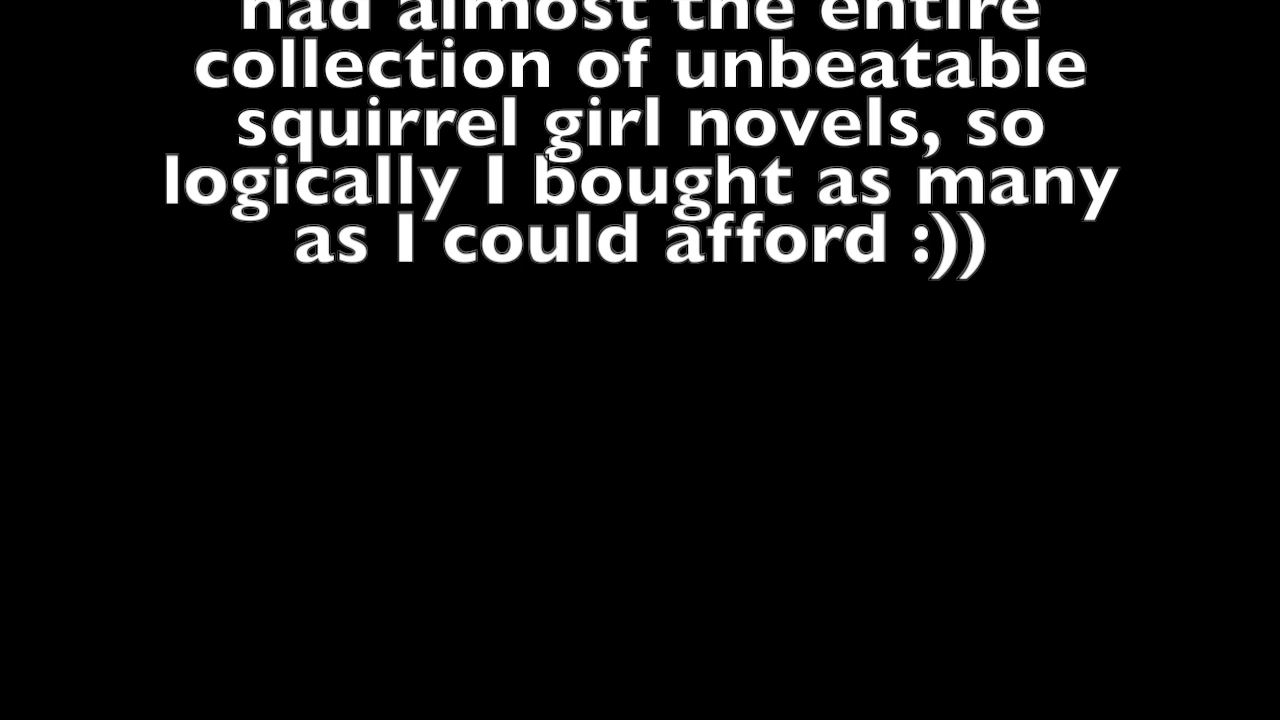 had almost the entire
collection of unbeatable
squirrel girl novels, so
logically I bought as many
as I could afford :))